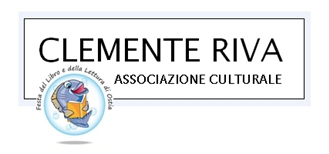 CLEMENTE RIVA
ASSOCIAZIONE CULTURALE
Festa del Libro e della Lettura di Ostia